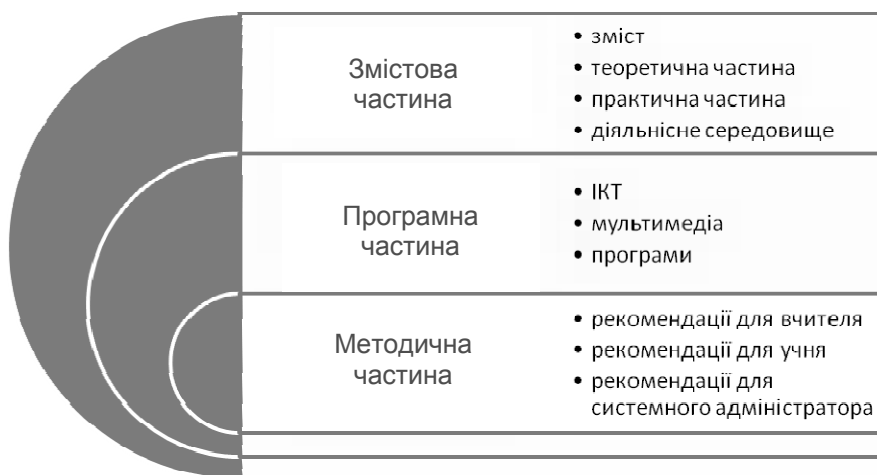 Змістова
частина
• зміст
• теоретична частина
• практична частина
• діяльнісне середовище
Програмна
частина
• ІКТ
• мультимедіа
• програми
Методична
частина
• рекомендації для вчителя
• рекомендації для учня
• рекомендації для
системного адміністратора